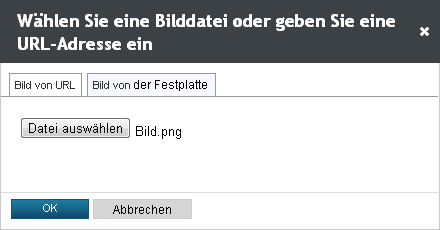 Wählen Sie eine Bilddatei oder geben Sie eine
URL-Adresse ein
Bild von URL
Bild von der Festplatte
Datei auswählen Bild.png
OK
Abbrechen